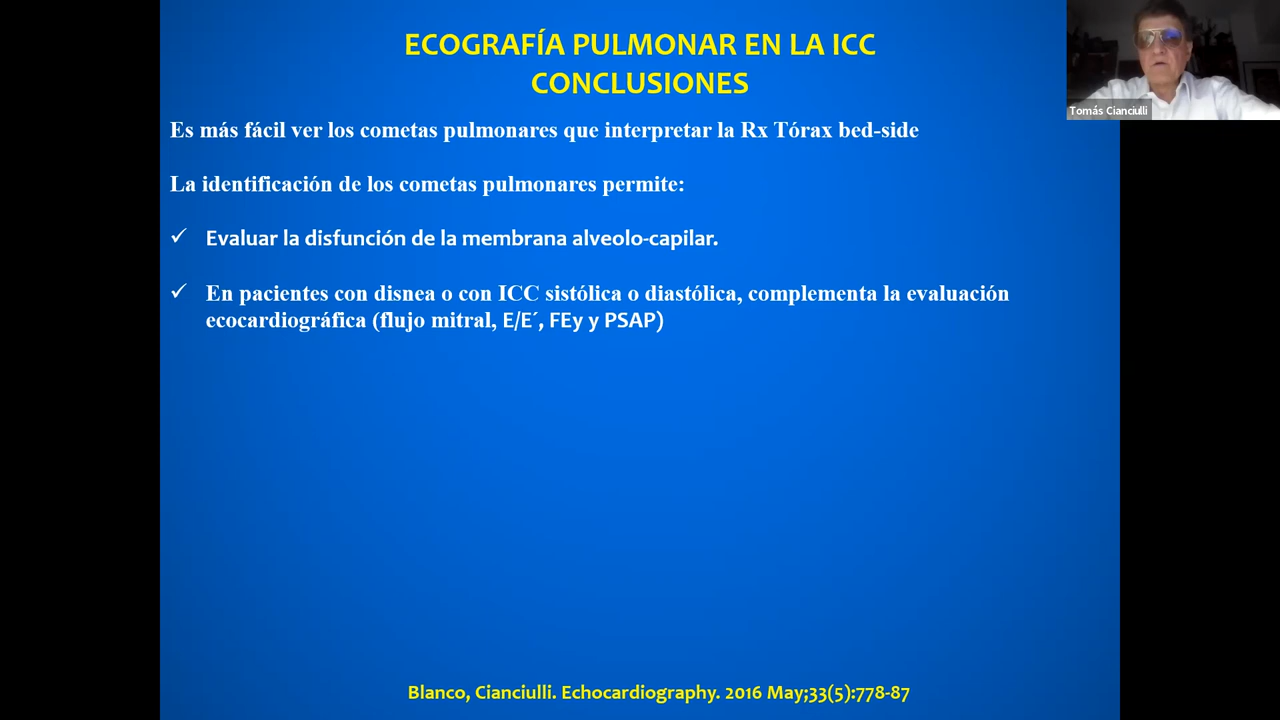 ECOGRAFÍA PULMONAR EN LA ICC
CONCLUSIONES
Tomás Cianciulli
Es más fácil ver los cometas pulmonares que interpretar la Rx Tórax bed-side
La identificación de los cometas pulmonares permite:
✓ Evaluar la disfunción de la membrana alveolo-capilar.
✓ En pacientes con disnea o con ICC sistólica o diastólica, complementa la evaluación
ecocardiográfica (flujo mitral, E/E´, FEy y PSAP)
Blanco, Cianciulli. Echocardiography. 2016 May;33(5):778-87